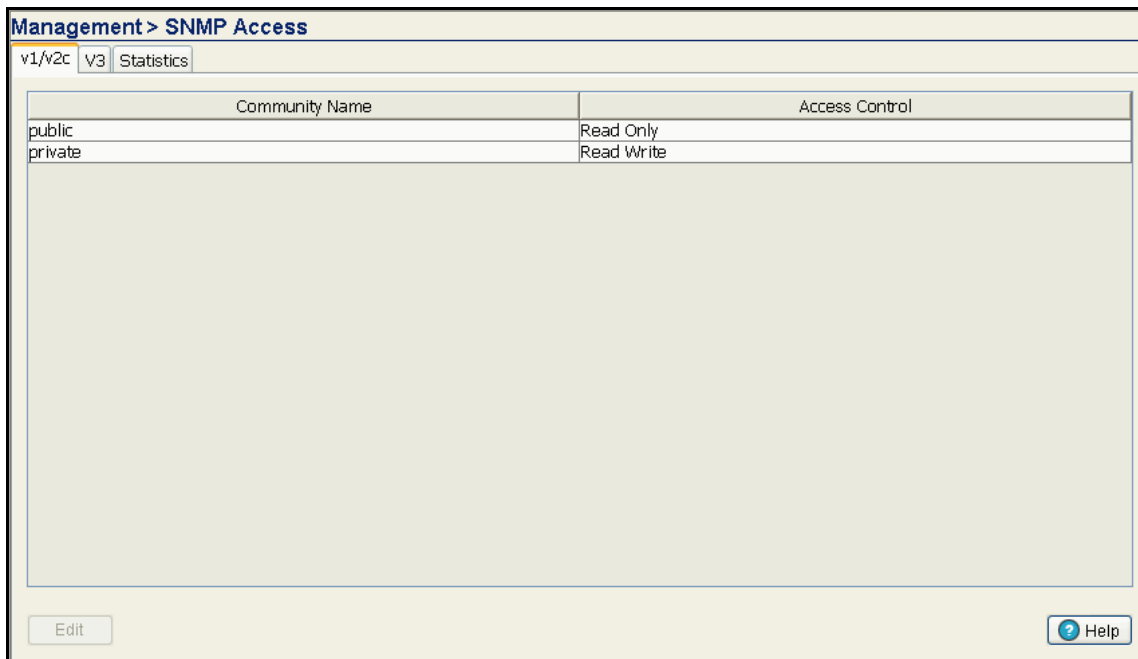 Management > SNMP Access
v1/v2c V3 Statistics
Community Name Access Control
public Read Only
private Read Write
Edit Help